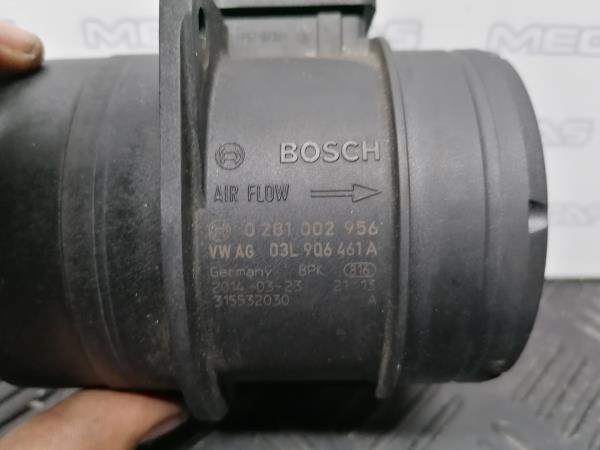 BOSCH
AIR FLOW
0 281 002 956
VW AG 03L 906 461 A
Germany BPK 816
2014-03-23 21 13
315532030 A